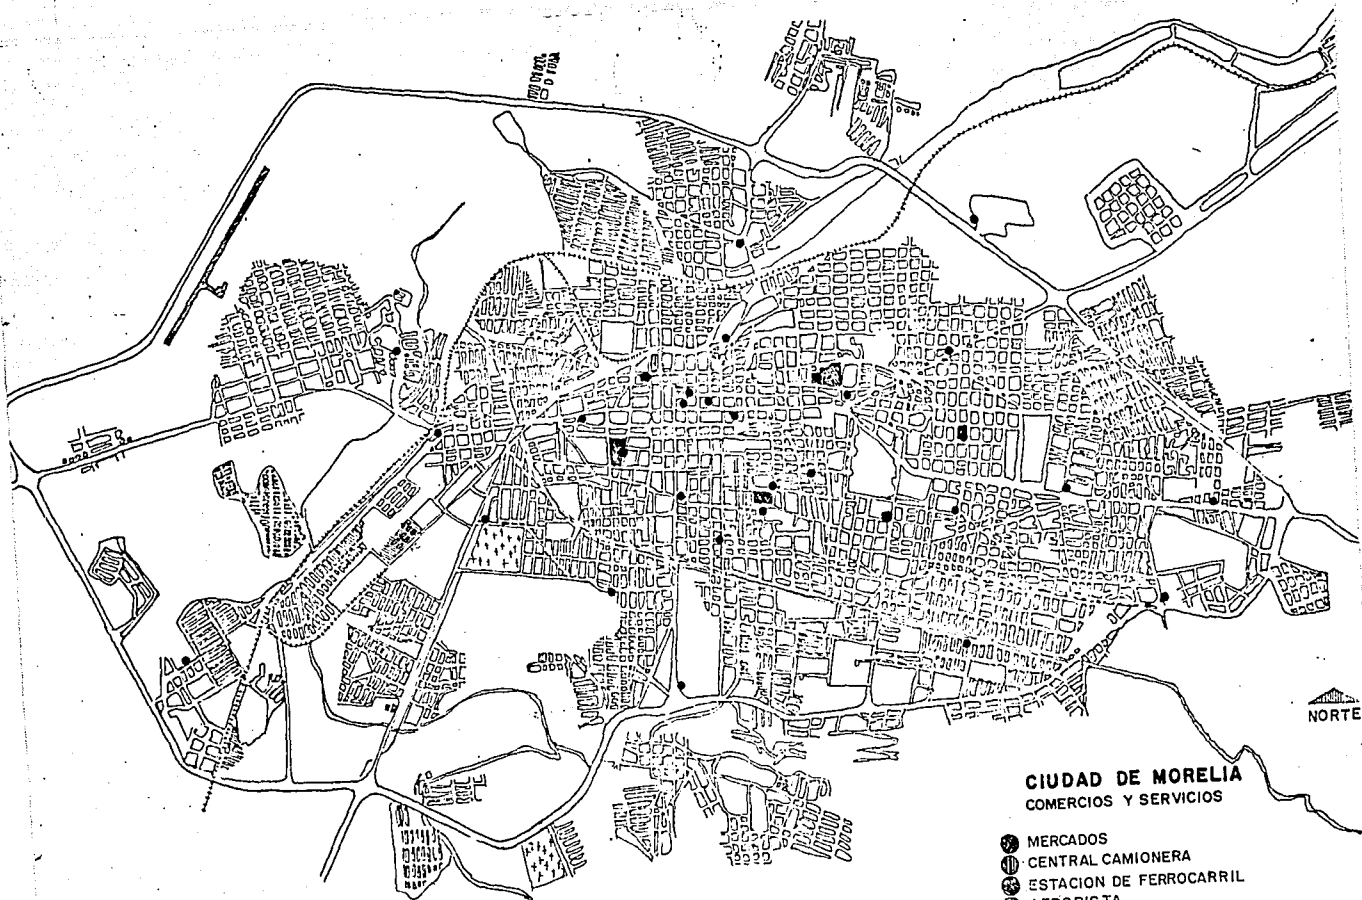 NORTE
CIUDAD DE MORELIA
COMERCIOS Y SERVICIOS
MERCADOS
CENTRAL CAMIONERA
ESTACION DE FERROCARRIL